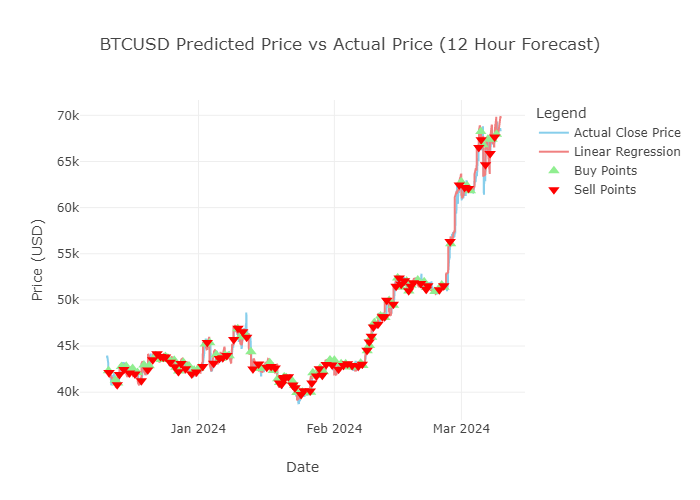 BTCUSD Predicted Price vs Actual Price (12 Hour Forecast)
Legend
Actual Close Price
Linear Regression
Buy Points
Sell Points
Price (USD)
70k
65k
60k
55k
50k
45k
40k
Jan 2024
Feb 2024
Mar 2024
Date